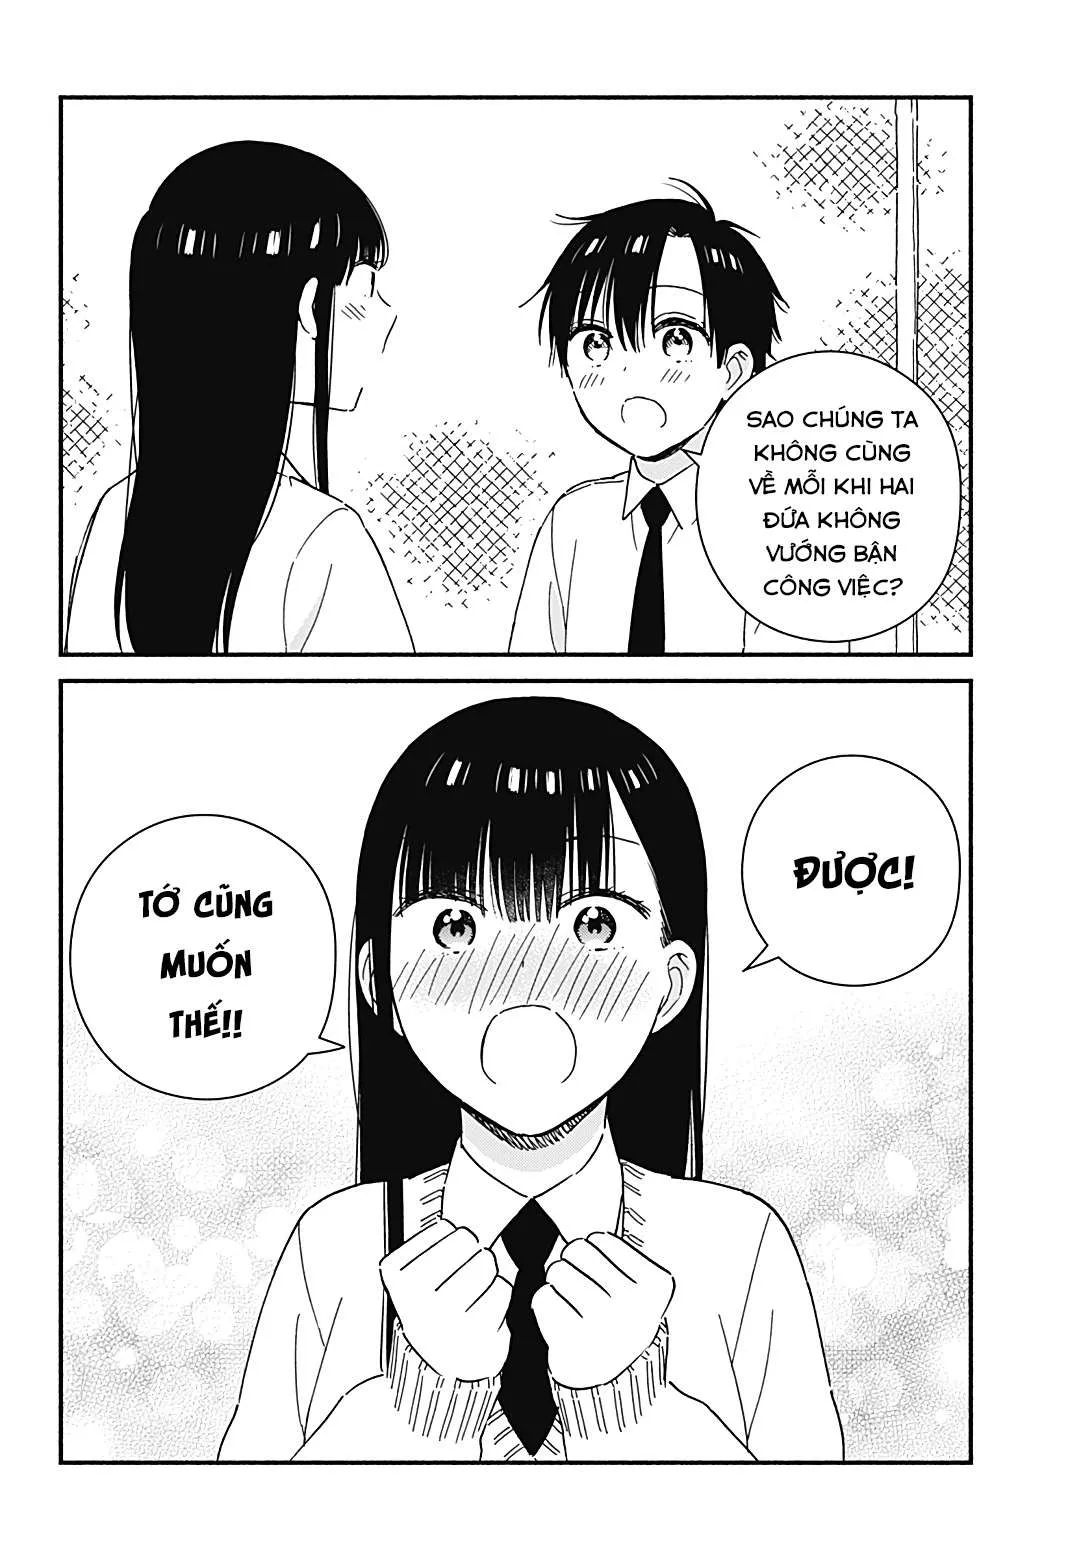 SAO CHÚNG TA
KHÔNG CÙNG
VỀ MỖI KHI HAI
ĐỨA KHÔNG
VƯỚNG BẬN
CÔNG VIỆC?
ĐƯỢC!
TỚ CŨNG
MUỐN
THẾ!!